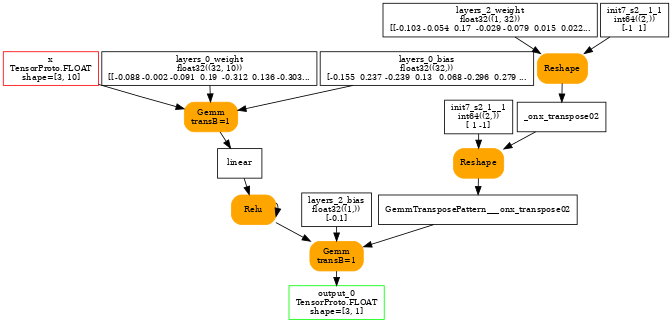 layers_2_weight
float32((1, 32))
[[-0.103 -0.054  0.17  -0.029 -0.079  0.015  0.022...
init7_s2__1_1
int64((2,))
[-1  1]
x
TensorProto.FLOAT
shape=[3, 10]
layers_0_weight
float32((32, 10))
[[-0.088 -0.002 -0.091  0.19  -0.312  0.136 -0.303...
layers_0_bias
float32((32,))
[-0.155  0.237 -0.239  0.13   0.068 -0.296  0.279 ...
Reshape
Gemm
transB=1
init7_s2_1__1
int64((2,))
[ 1 -1]
_onx_transpose02
linear
Reshape
Relu
layers_2_bias
float32((1,))
[-0.1]
GemmTransposePattern___onx_transpose02
Gemm
transB=1
output_0
TensorProto.FLOAT
shape=[3, 1]